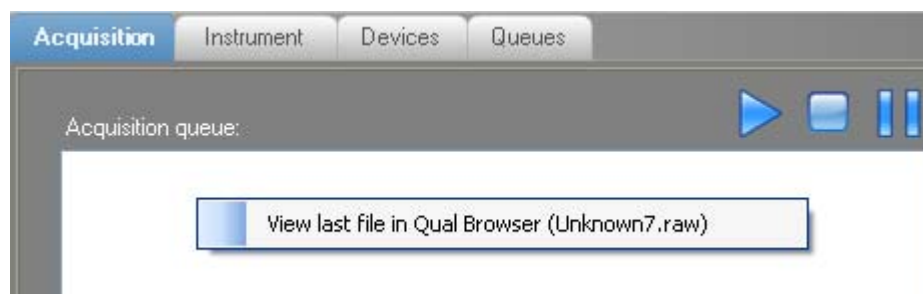 Acquisition Instrument Devices Queues
Acquisition queue:
View last file in Qual Browser (Unknown7.raw)